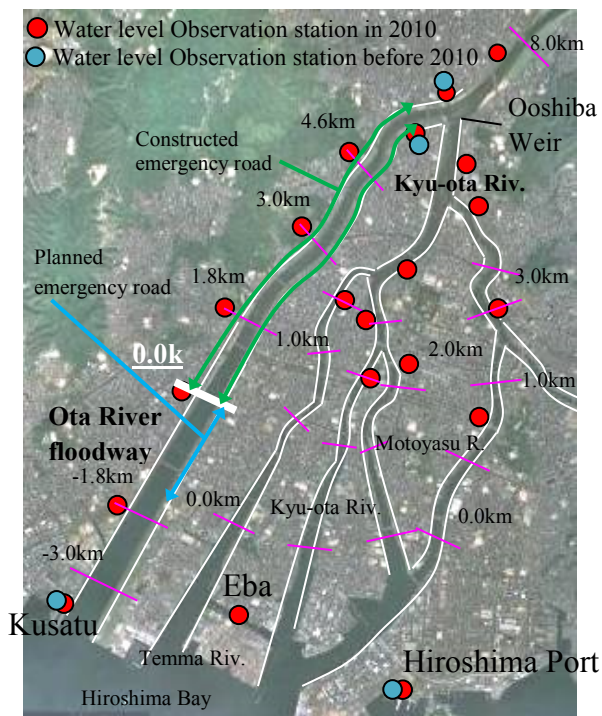 Water level Observation station in 2010
Water level Observation station before 2010
8.0km
Ooshiba
Weir
4.6km
Constructed
emergency road
Kyu-ota Riv.
3.0km
Planned
emergency road
1.8km
3.0km
1.0km
0.0k
2.0km
1.0km
Ota River
floodway
Motoyasu R.
-1.8km
0.0km
Kyu-ota Riv.
0.0km
-3.0km
Eba
Kusatu
Temma Riv.
Hiroshima Port
Hiroshima Bay